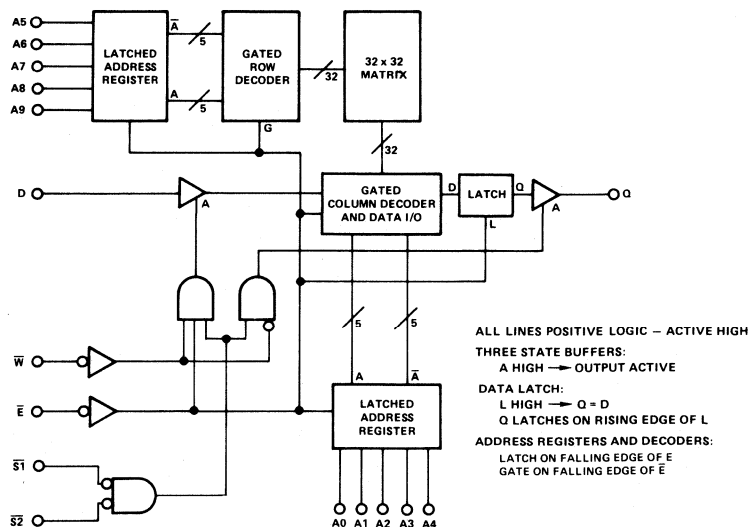 A5
A6
A7
A8
A9
LATCHED
ADDRESS
REGISTER
A̅
5
A
5
GATED
ROW
DECODER
G
32
32 x 32
MATRIX
32
D
A
GATED
COLUMN DECODER
AND DATA I/O
D
LATCH
L
Q
A
Q
5
5
A
A̅
W̅
E̅
LATCHED
ADDRESS
REGISTER
S̅1̅
S̅2̅
A0 A1 A2 A3 A4
ALL LINES POSITIVE LOGIC – ACTIVE HIGH
THREE STATE BUFFERS:
A HIGH → OUTPUT ACTIVE
DATA LATCH:
L HIGH → Q = D
Q LATCHES ON RISING EDGE OF L
ADDRESS REGISTERS AND DECODERS:
LATCH ON FALLING EDGE OF E
GATE ON FALLING EDGE OF E̅